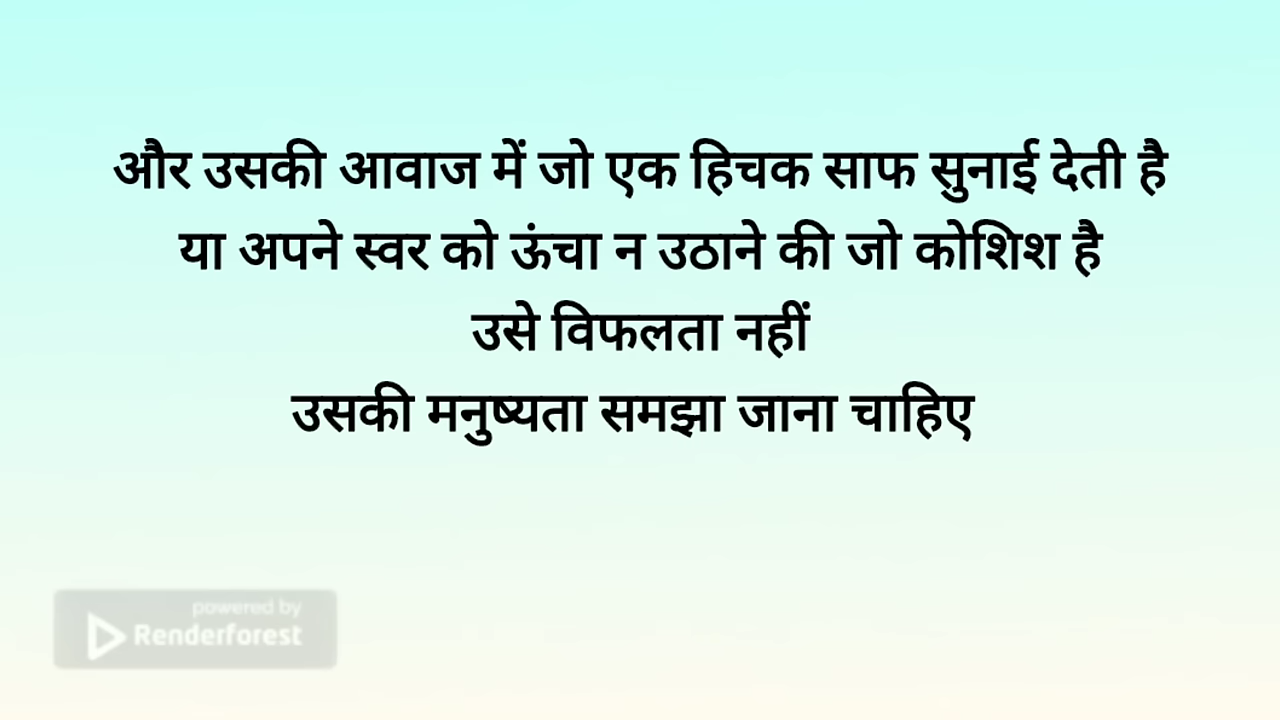 और उसकी आवाज में जो एक हिचक साफ सुनाई देती है
या अपने स्वर को ऊंचा न उठाने की जो कोशिश है
उसे विफलता नहीं
उसकी मनुष्यता समझा जाना चाहिए
powered by
Renderforest